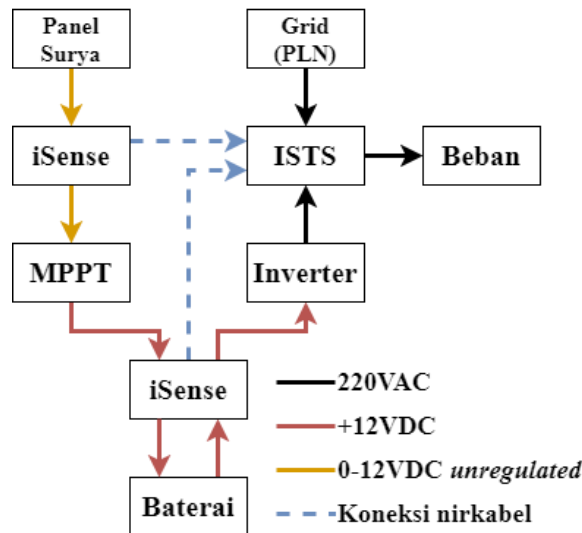 Panel
Surya
Grid
(PLN)
iSense
ISTS
Beban
MPPT
Inverter
iSense
Baterai
220VAC
+12VDC
0-12VDC unregulated
Koneksi nirkabel